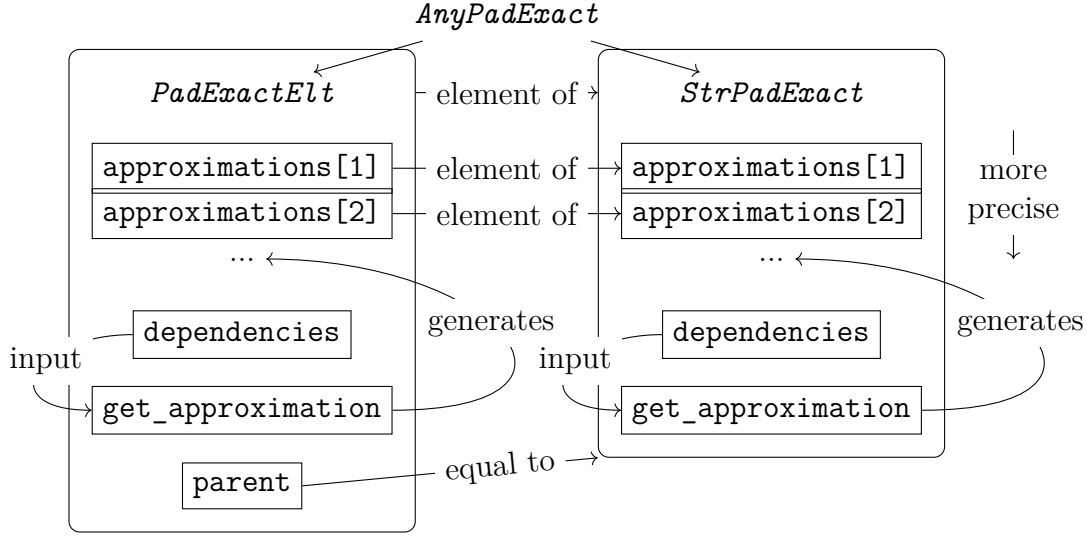 AnyPadExact
PadExactElt element of StrPadExact
approximations[1] element of approximations[1]
more
approximations[2] element of approximations[2]
precise
... ...
generates generates
dependencies dependencies
input input
get_approximation get_approximation
equal to
parent